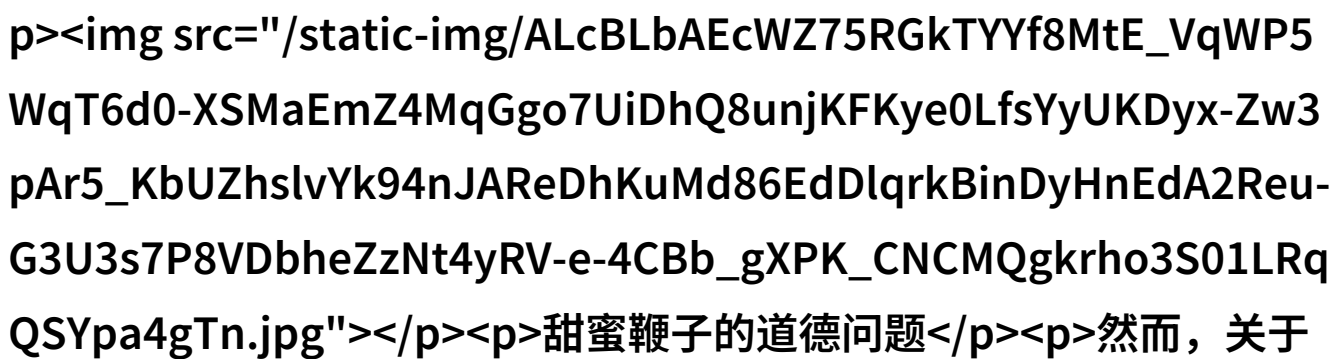 p><img src="/static-img/ALcBLbAEcWZ75RGkTYYf8MtE_VqWP5
WqT6d0-XSMaEmZ4MqGgo7UiDhQ8unjKFKye0LfsYyUKDyx-Zw3
pAr5_KbUZhslvYk94nJAReDhKuMd86EdDlqrkBinDyHnEdA2Reu-
G3U3s7P8VDbheZzNt4yRV-e-4CBb_gXPK_CNCMQgkrho3S01LRq
QSYpa4gTn.jpg"></p><p>甜蜜鞭子的道德问题</p><p>然而，关于